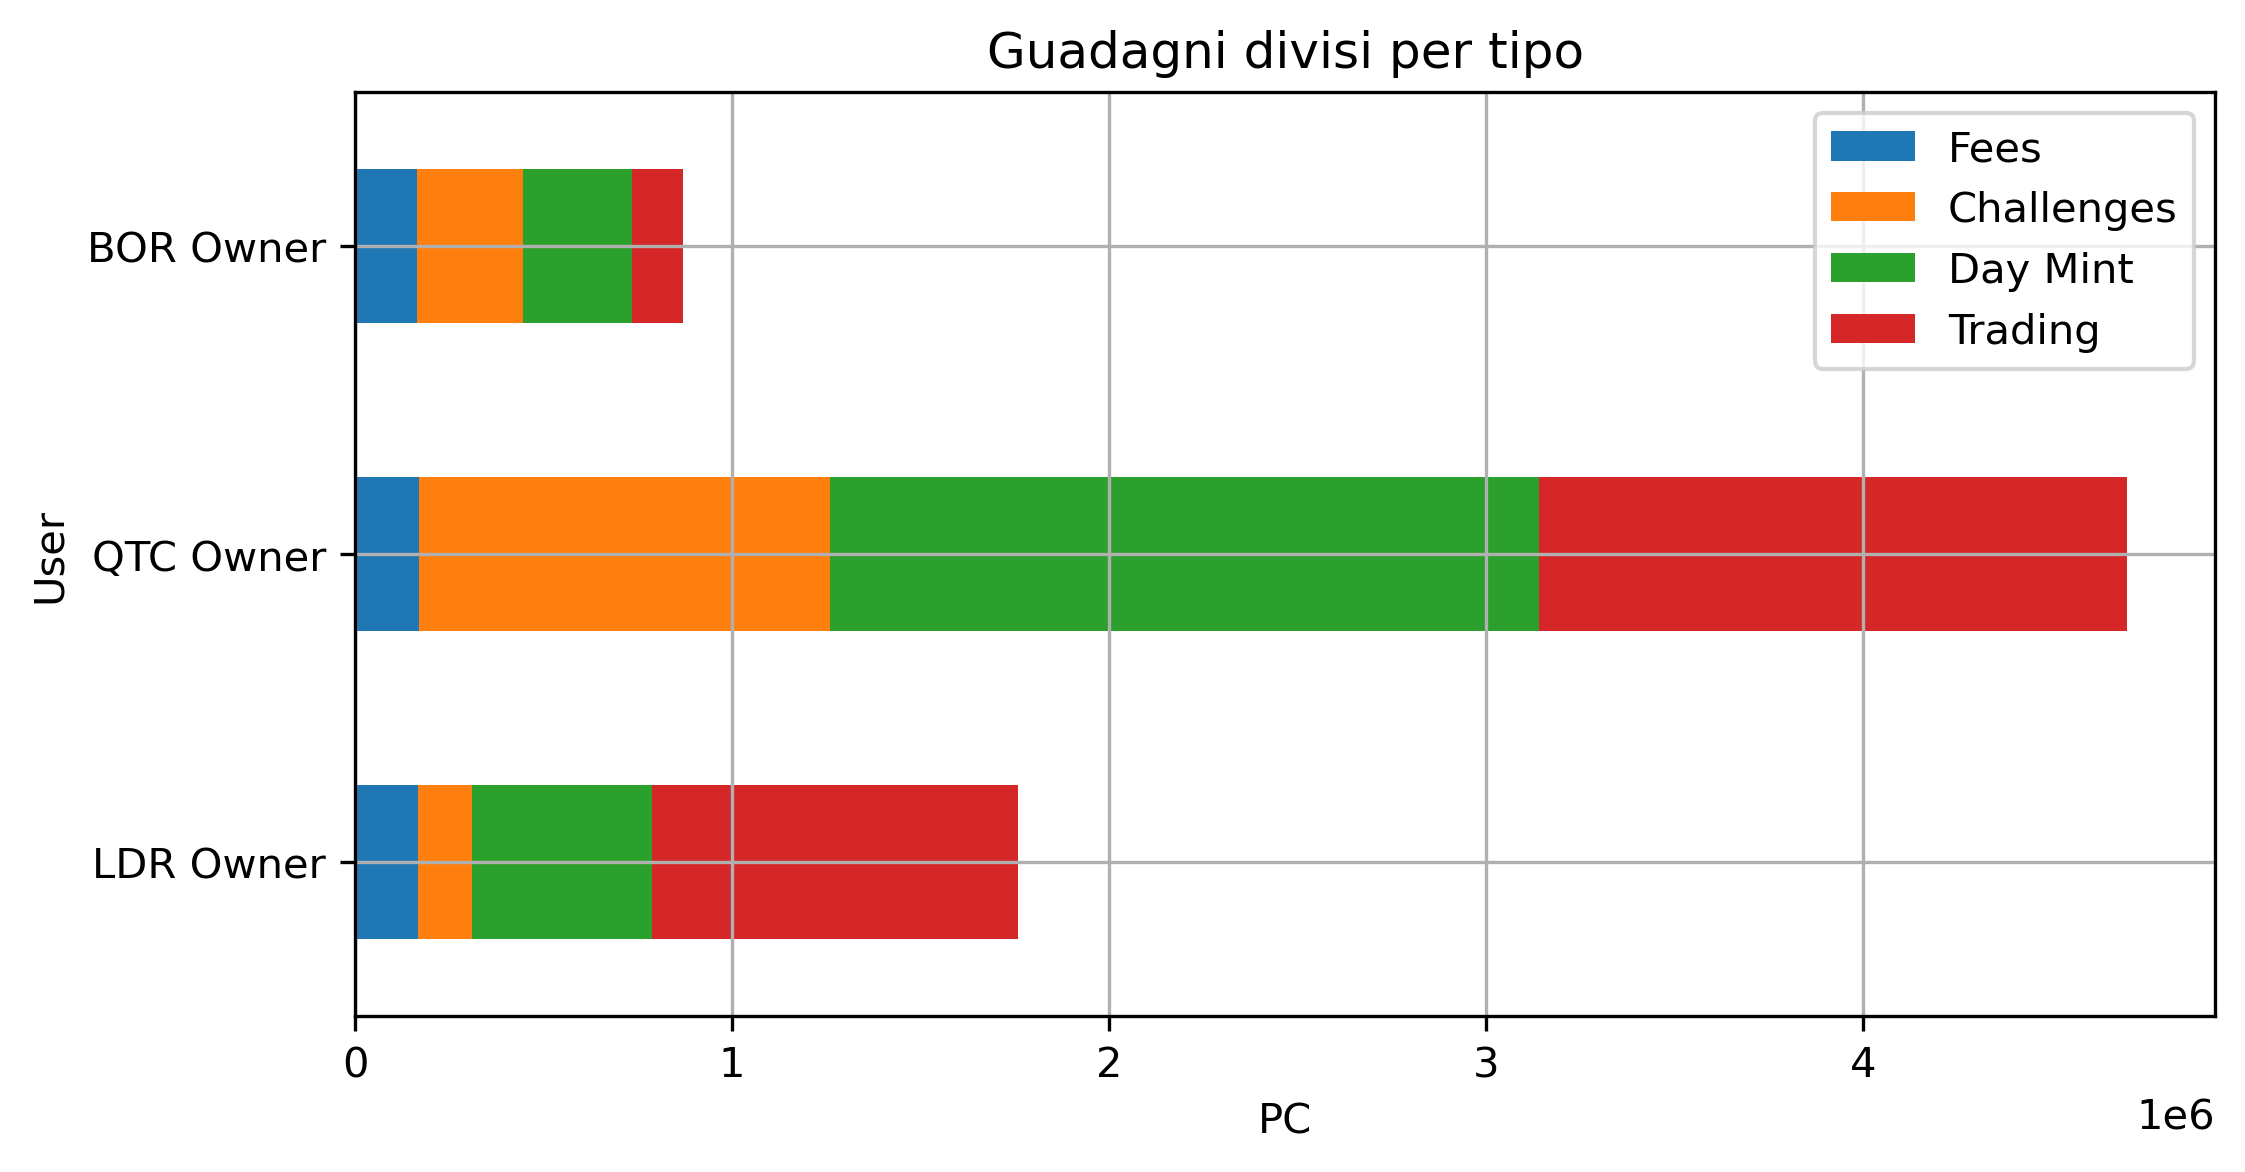 Guadagni divisi per tipo
Fees
Challenges
Day Mint
Trading
BOR Owner
QTC Owner
LDR Owner
User
0 1 2 3 4
1e6
PC